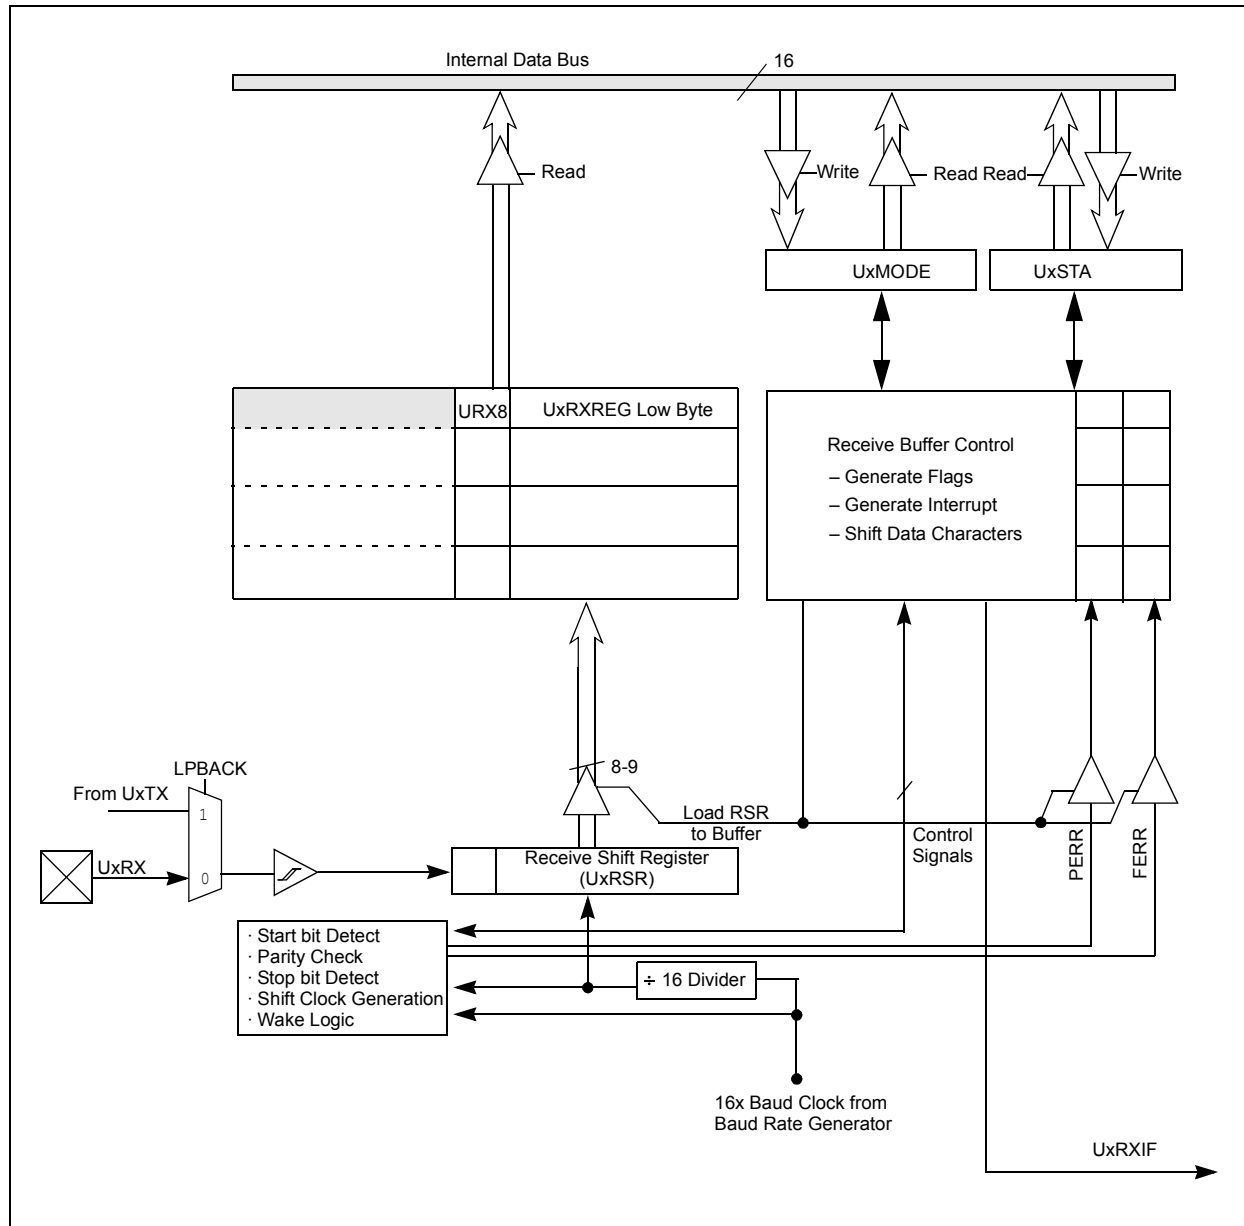 Internal Data Bus
16
Read
Write
Read Read
Write
UxMODE
UxSTA
URX8
UxRXREG Low Byte
Receive Buffer Control
– Generate Flags
– Generate Interrupt
– Shift Data Characters
LPBACK
From UxTX
1
UxRX
0
8-9
Load RSR
to Buffer
Control
Signals
PERR
FERR
Receive Shift Register
(UxRSR)
· Start bit Detect
· Parity Check
· Stop bit Detect
· Shift Clock Generation
· Wake Logic
÷ 16 Divider
16x Baud Clock from
Baud Rate Generator
UxRXIF